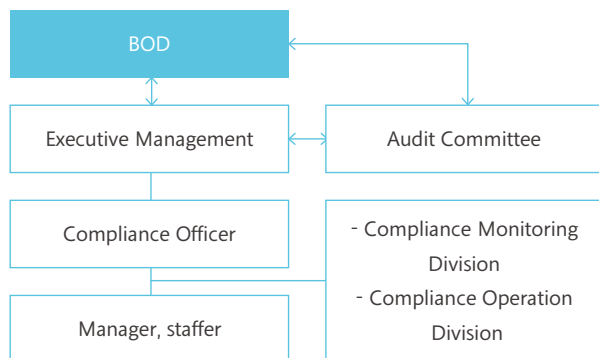 BOD
Executive Management
Audit Committee
Compliance Officer
- Compliance Monitoring
Division
- Compliance Operation
Division
Manager, staffer